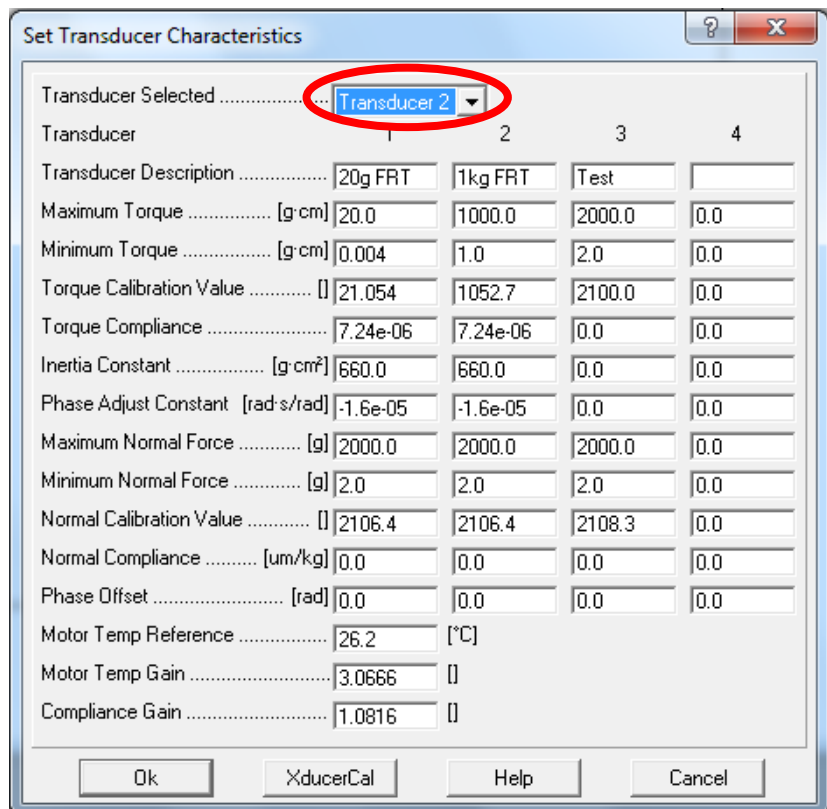 Set Transducer Characteristics
? X
Transducer Selected ..................... Transducer 2
Transducer 1 2 3 4
Transducer Description ................. 20g FRT 1kg FRT Test
Maximum Torque ................ [g·cm] 20.0 1000.0 2000.0 0.0
Minimum Torque ................. [g·cm] 0.004 1.0 2.0 0.0
Torque Calibration Value ............ [] 21.054 1052.7 2100.0 0.0
Torque Compliance ....................... 7.24e-06 7.24e-06 0.0 0.0
Inertia Constant ................. [g·cm²] 660.0 660.0 0.0 0.0
Phase Adjust Constant [rad·s/rad] -1.6e-05 -1.6e-05 0.0 0.0
Maximum Normal Force ............ [g] 2000.0 2000.0 2000.0 0.0
Minimum Normal Force ............. [g] 2.0 2.0 2.0 0.0
Normal Calibration Value ........... [] 2106.4 2106.4 2108.3 0.0
Normal Compliance .......... [um/kg] 0.0 0.0 0.0 0.0
Phase Offset ......................... [rad] 0.0 0.0 0.0 0.0
Motor Temp Reference ................. 26.2 [°C]
Motor Temp Gain ........................... 3.0666 []
Compliance Gain ........................... 1.0816 []
Ok XducerCal Help Cancel